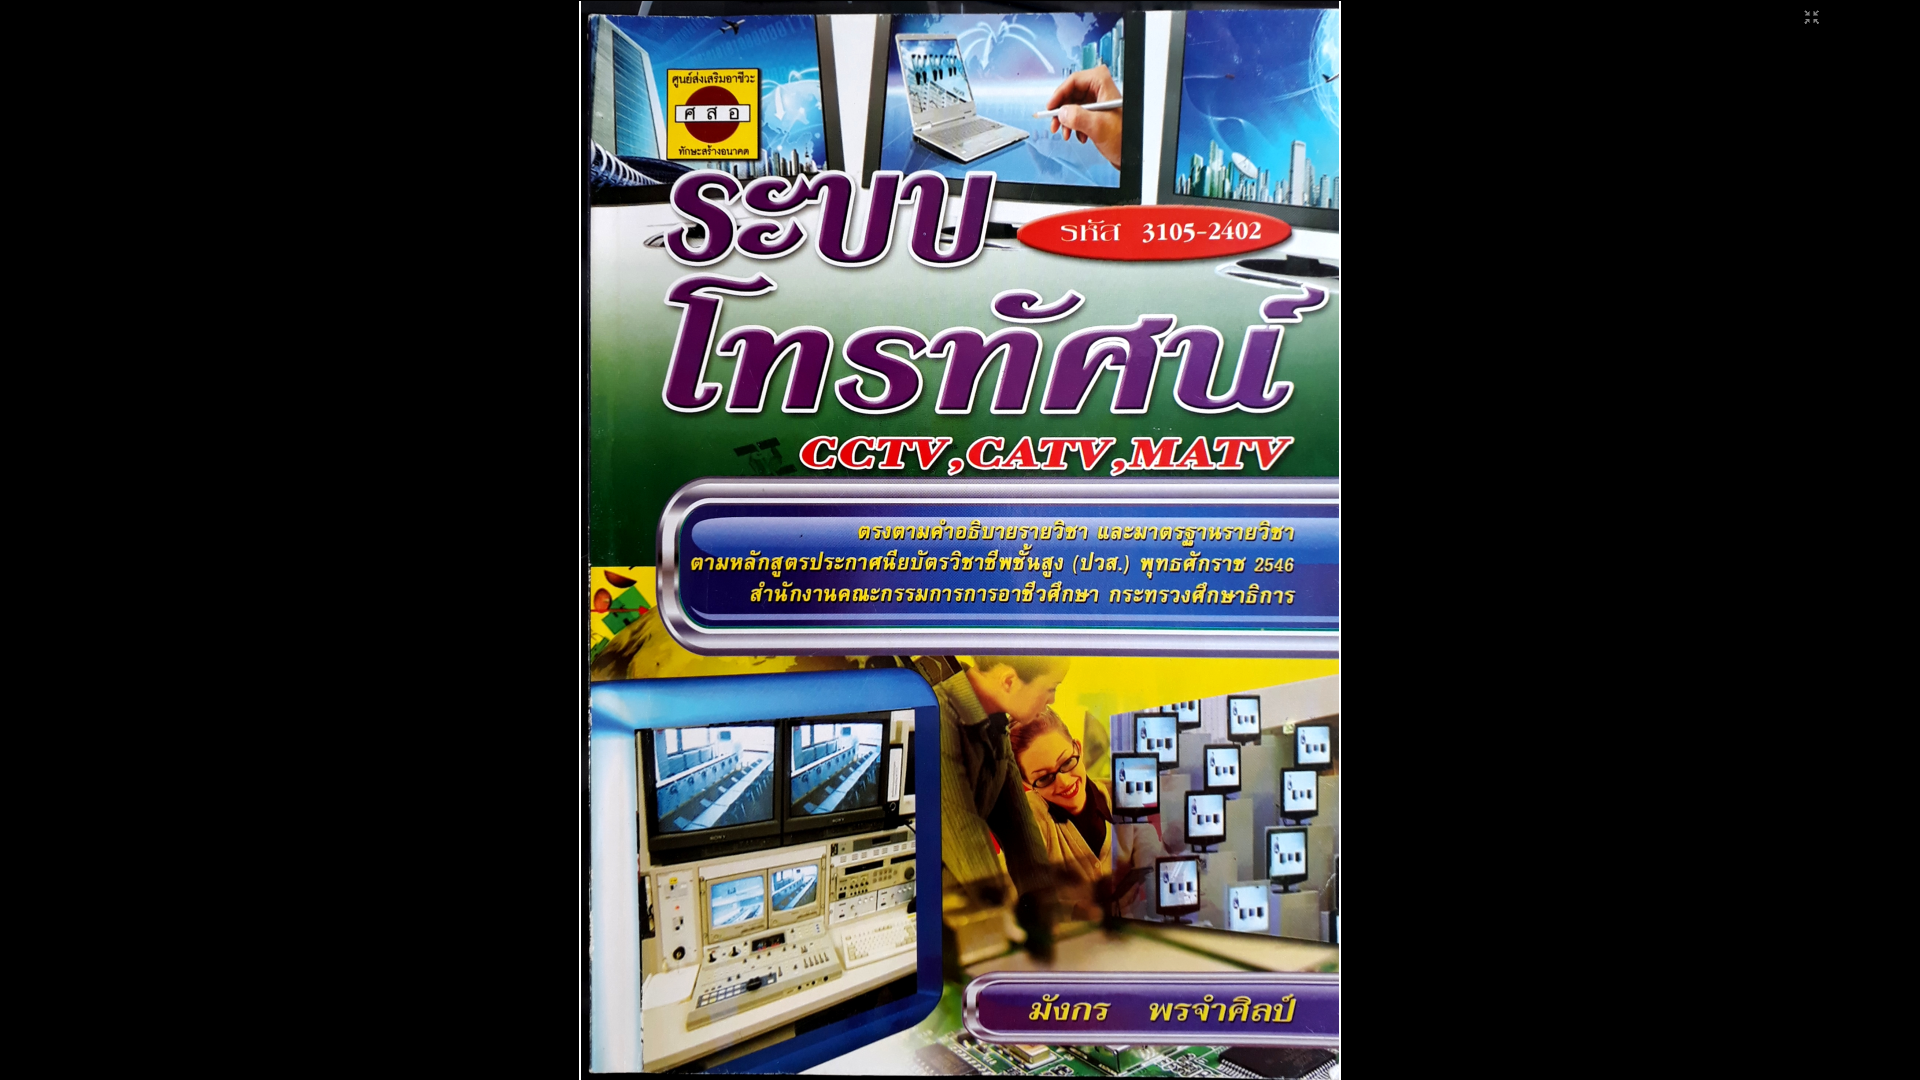 ศูนย์ส่งเสริมอาชีวะ
ศ ส อ
ทักษะสร้างอนาคต
ระบบ
รหัส 3105-2402
โทรทัศน์
CCTV,CATV,MATV
ตรงตามคำอธิบายรายวิชา และมาตรฐานรายวิชา
ตามหลักสูตรประกาศนียบัตรวิชาชีพชั้นสูง (ปวส.) พุทธศักราช 2546
สำนักงานคณะกรรมการการอาชีวศึกษา กระทรวงศึกษาธิการ
SONY
SONY
มังกร พรจำศิลป์